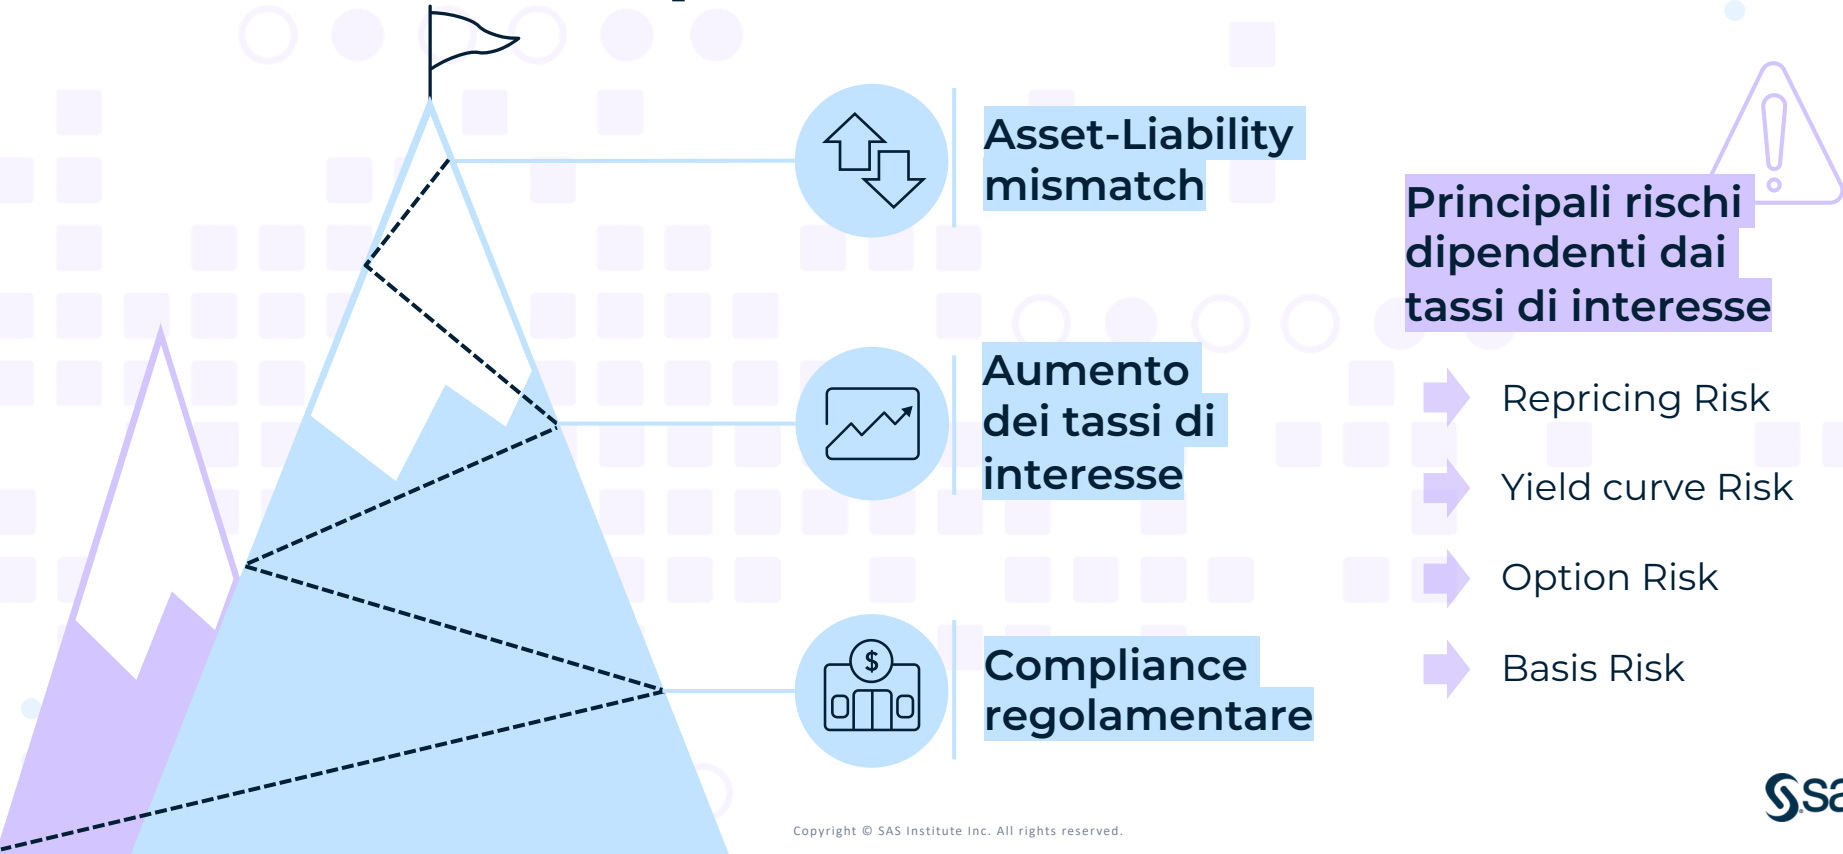 Asset-Liability
mismatch
Aumento
dei tassi di
interesse
$
Compliance
regolamentare
Principali rischi
dipendenti dai
tassi di interesse
Repricing Risk
Yield curve Risk
Option Risk
Basis Risk
Copyright © SAS Institute Inc. All rights reserved.